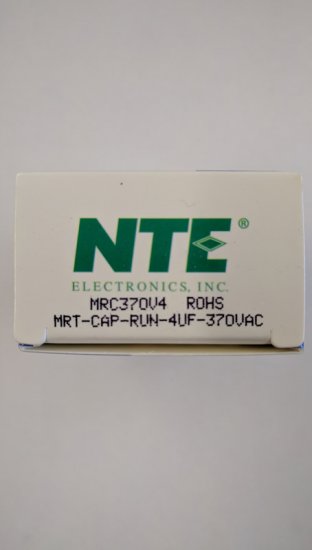 NTE®
ELECTRONICS, INC.
MRC370V4 ROHS
MRT-CAP-RUN-4UF-370VAC